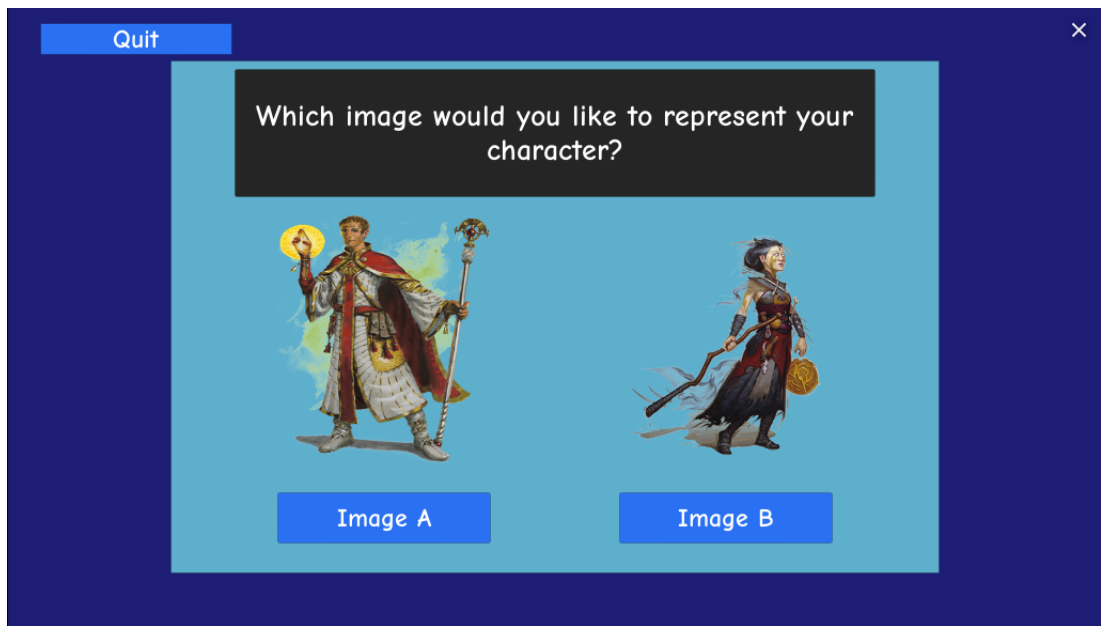 Quit
Which image would you like to represent your
character?
Image A
Image B